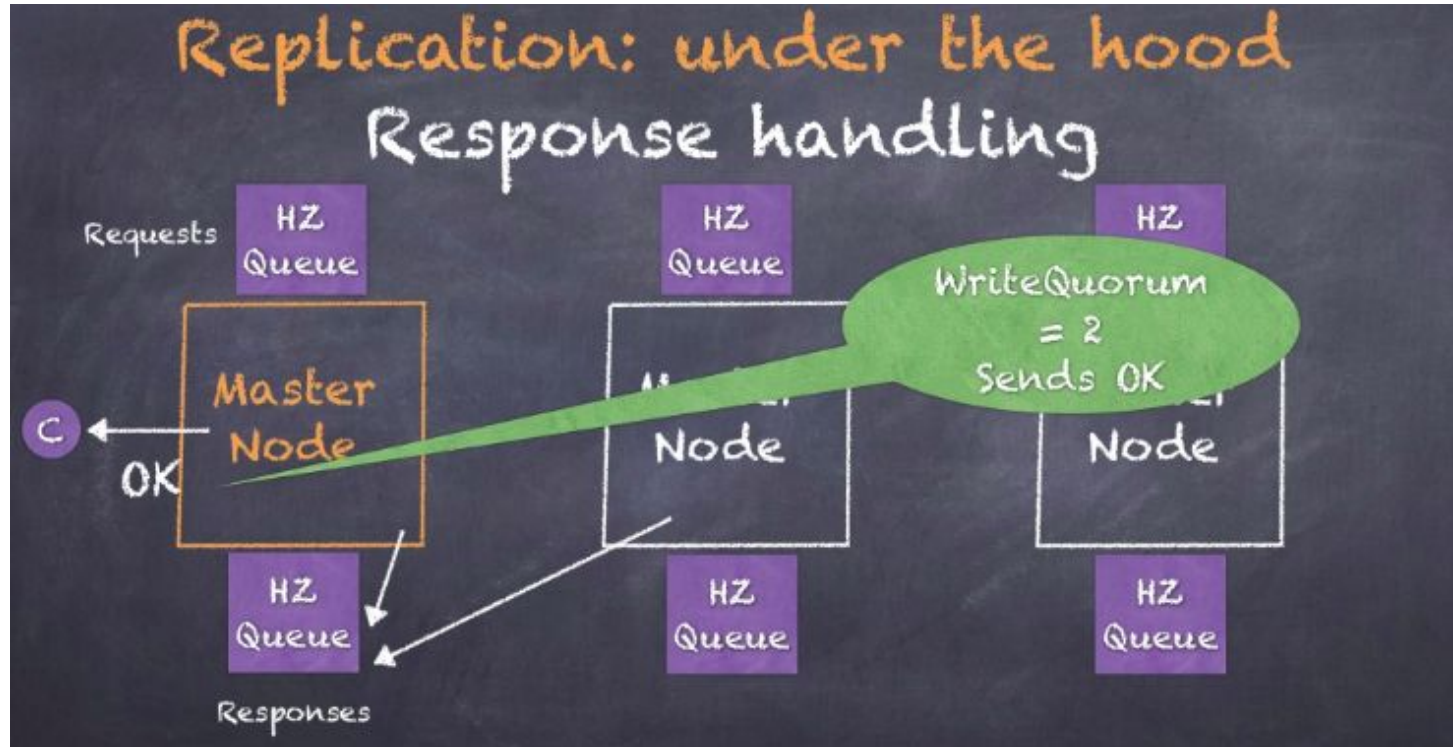 Replication: under the hood
Response handling
Requests
HZ
Queue
HZ
Queue
HZ
WriteQuorum
= 2
Sends OK
Master
Node
Node
Node
C
OK
HZ
Queue
HZ
Queue
HZ
Queue
Responses